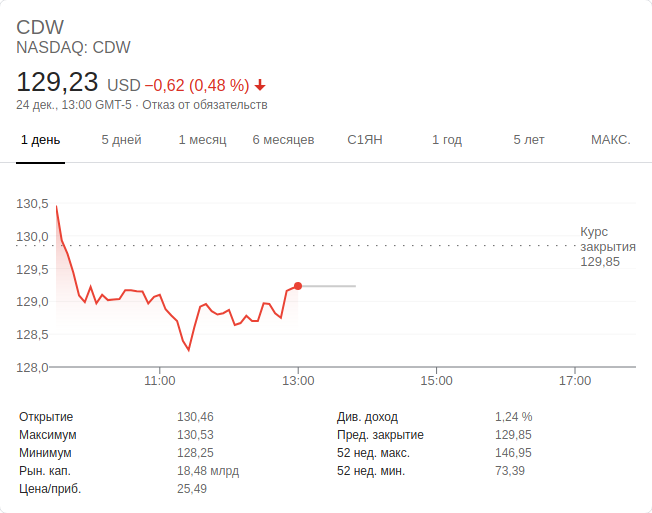 CDW
NASDAQ: CDW
129,23 USD −0,62 (0,48 %)
24 дек., 13:00 GMT-5 · Отказ от обязательств
1 день 5 дней 1 месяц 6 месяцев С1ЯН 1 год 5 лет МАКС.
130,5
130,0
129,5
129,0
128,5
128,0
Курс
закрытия
129,85
11:00 13:00 15:00 17:00
Открытие 130,46
Максимум 130,53
Минимум 128,25
Рын. кап. 18,48 млрд
Цена/приб. 25,49
Див. доход 1,24 %
Пред. закрытие 129,85
52 нед. макс. 146,95
52 нед. мин. 73,39